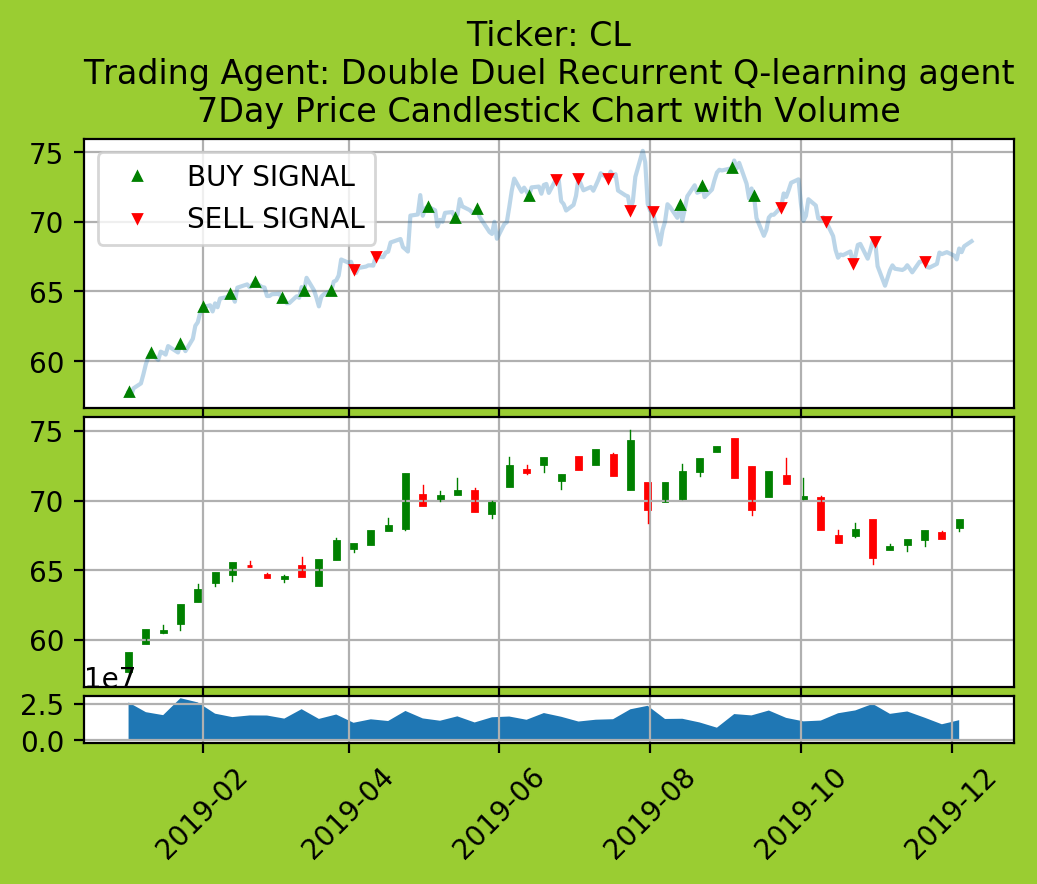 Ticker: CL
Trading Agent: Double Duel Recurrent Q-learning agent
7Day Price Candlestick Chart with Volume
75
70
65
60
BUY SIGNAL
SELL SIGNAL
75
70
65
60
1e7
2.5
0.0
2019-02
2019-04
2019-06
2019-08
2019-10
2019-12